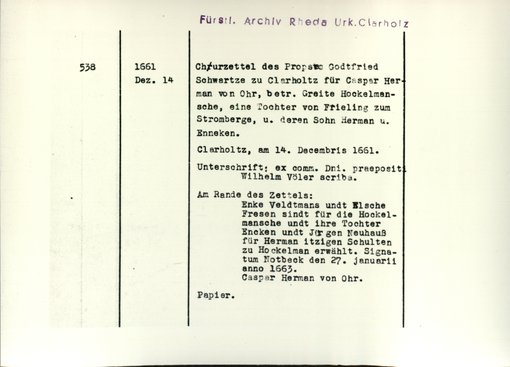 Fürstl. Archiv Rheda Urk.Clarholz
538
1661
Dez. 14
Churzettel des Propsts Godtfried
Schwertze zu Clarholtz für Caspar Her-
man von Ohr, betr. Greite Hockelman-
sche, eine Tochter von Frieling zum
Stromberge, u. deren Sohn Herman u.
Enneken.
Clarholtz, am 14. Decembris 1661.
Unterschrift: ex comm. Dni. praepositi
Wilhelm Völer scriba.
Am Rande des Zettels:
Enke Veldtmans undt Elsche
Fresen sindt für die Hockel-
mansche undt ihre Tochter
Encken undt Jürgen Neuhauß
für Herman itzigen Schulten
zu Hockelman erwählt. Signa-
tum Notbeck den 27. januarii
anno 1663.
Caspar Herman von Ohr.
Papier.